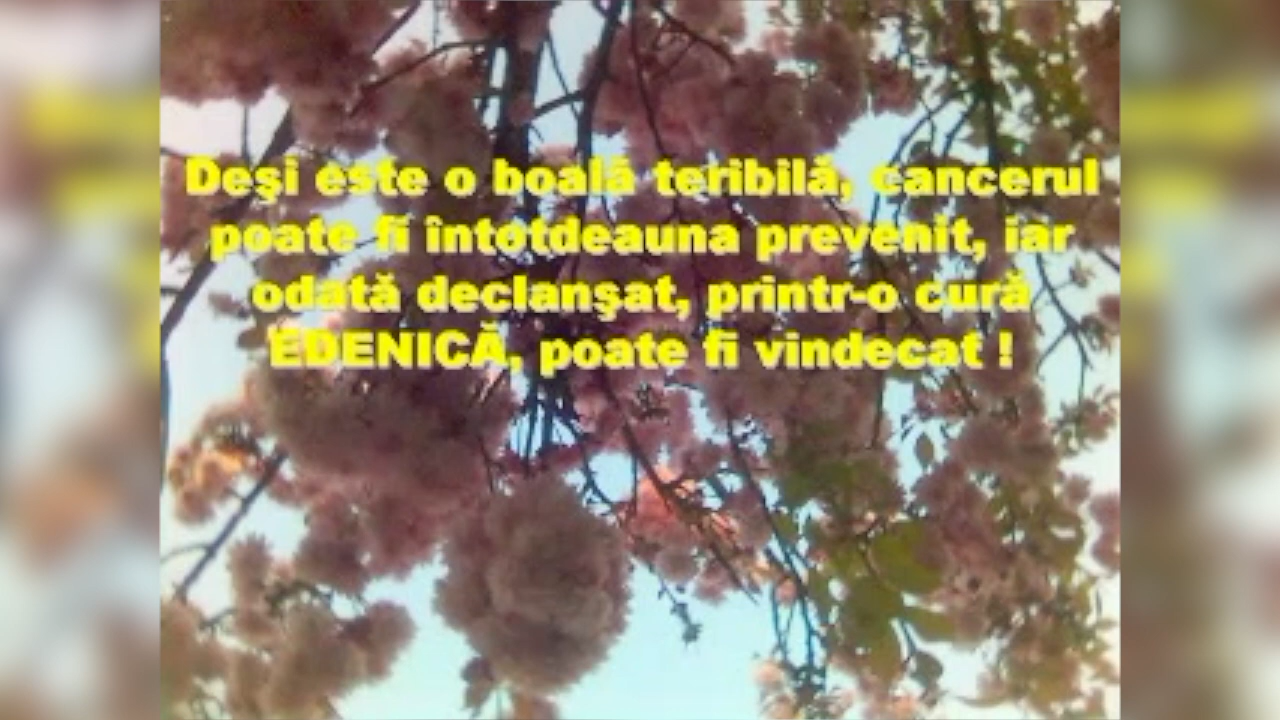 Deşi este o boală teribilă, cancerul
poate fi întotdeauna prevenit, iar
odată declanşat, printr-o cură
EDENICĂ, poate fi vindecat !